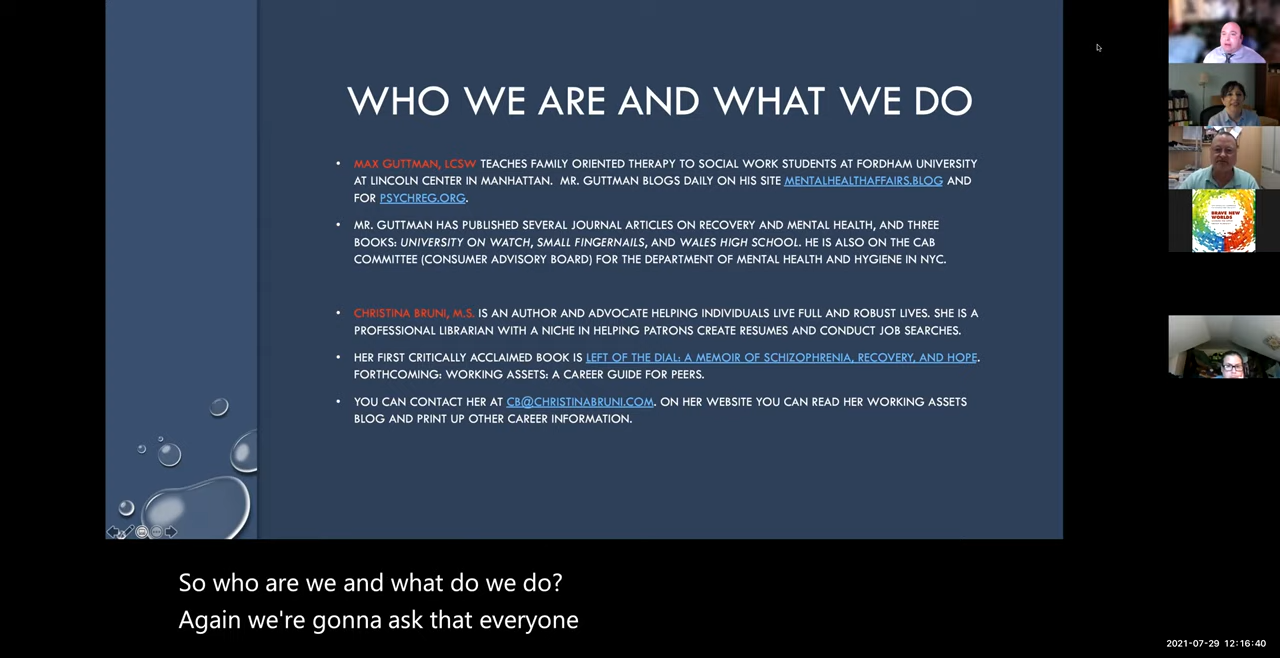 WHO WE ARE AND WHAT WE DO
• MAX GUTTMAN, LCSW TEACHES FAMILY ORIENTED THERAPY TO SOCIAL WORK STUDENTS AT FORDHAM UNIVERSITY
AT LINCOLN CENTER IN MANHATTAN. MR. GUTTMAN BLOGS DAILY ON HIS SITE MENTALHEALTHAFFAIRS.BLOG AND
FOR PSYCHREG.ORG.
• MR. GUTTMAN HAS PUBLISHED SEVERAL JOURNAL ARTICLES ON RECOVERY AND MENTAL HEALTH, AND THREE
BOOKS: UNIVERSITY ON WATCH, SMALL FINGERNAILS, AND WALES HIGH SCHOOL. HE IS ALSO ON THE CAB
COMMITTEE (CONSUMER ADVISORY BOARD) FOR THE DEPARTMENT OF MENTAL HEALTH AND HYGIENE IN NYC.
• CHRISTINA BRUNI, M.S. IS AN AUTHOR AND ADVOCATE HELPING INDIVIDUALS LIVE FULL AND ROBUST LIVES. SHE IS A
PROFESSIONAL LIBRARIAN WITH A NICHE IN HELPING PATRONS CREATE RESUMES AND CONDUCT JOB SEARCHES.
• HER FIRST CRITICALLY ACCLAIMED BOOK IS LEFT OF THE DIAL: A MEMOIR OF SCHIZOPHRENIA, RECOVERY, AND HOPE.
FORTHCOMING: WORKING ASSETS: A CAREER GUIDE FOR PEERS.
• YOU CAN CONTACT HER AT CB@CHRISTINABRUNI.COM. ON HER WEBSITE YOU CAN READ HER WORKING ASSETS
BLOG AND PRINT UP OTHER CAREER INFORMATION.
BRAVE NEW
WORLDS
So who are we and what do we do?
Again we're gonna ask that everyone
2021-07-29 12:16:40